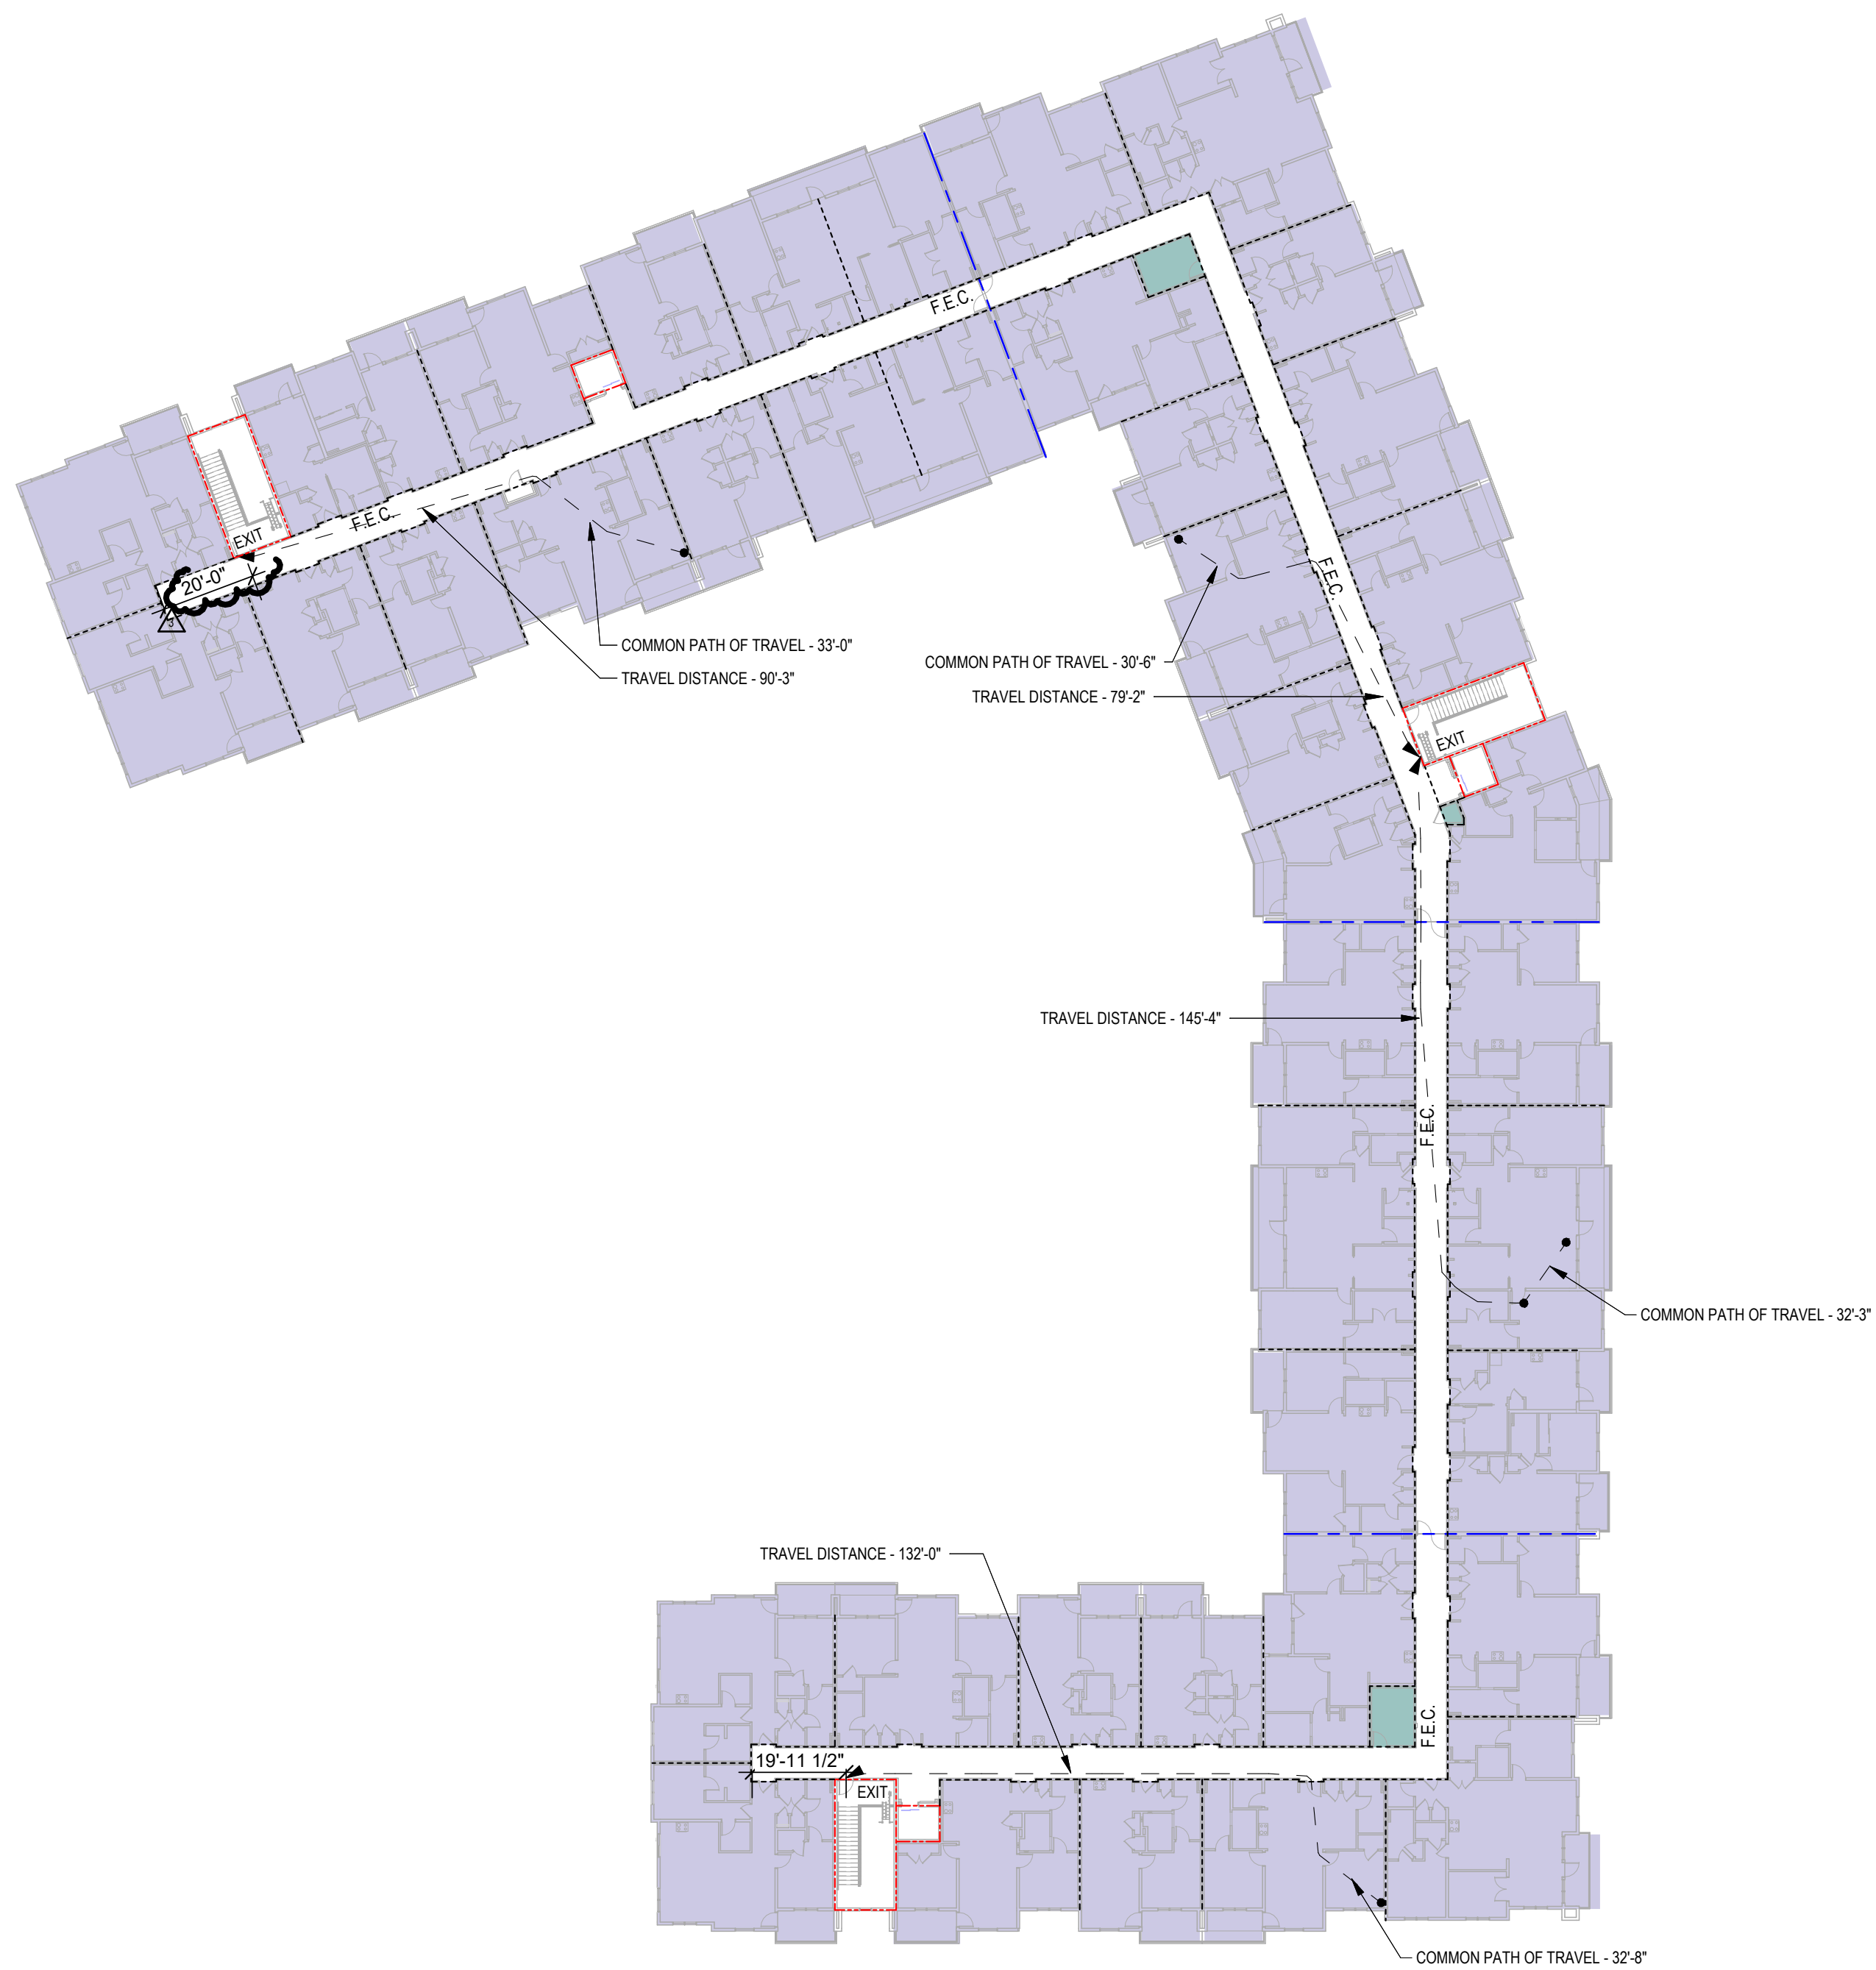 F.E.C.
EXIT
F.E.C.
20'-0"
3
F.E.C.
COMMON PATH OF TRAVEL - 33'-0"
TRAVEL DISTANCE - 90'-3"
COMMON PATH OF TRAVEL - 30'-6"
TRAVEL DISTANCE - 79'-2"
EXIT
TRAVEL DISTANCE - 145'-4"
F.E.C.
COMMON PATH OF TRAVEL - 32'-3"
TRAVEL DISTANCE - 132'-0"
F.E.C.
19'-11 1/2"
EXIT
COMMON PATH OF TRAVEL - 32'-8"